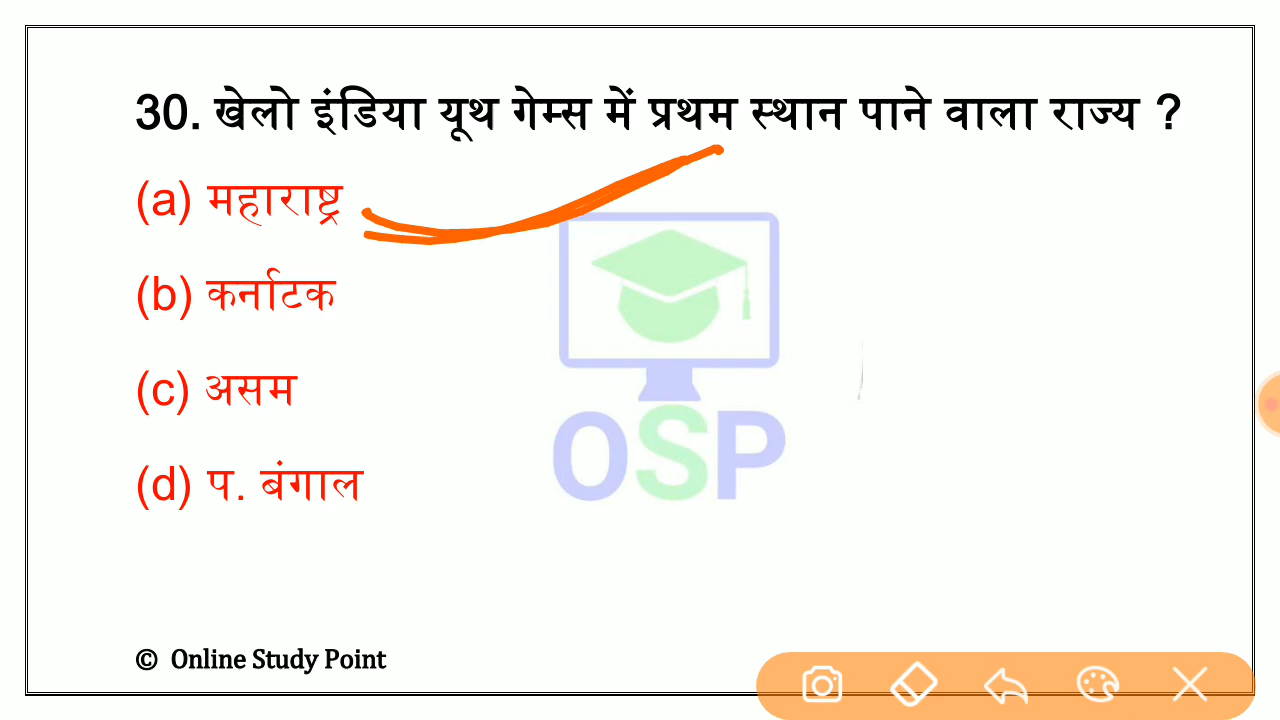 30. खेलो इंडिया यूथ गेम्स में प्रथम स्थान पाने वाला राज्य ?
(a) महाराष्ट्र
(b) कर्नाटक
(c) असम
(d) प. बंगाल
OSP
© Online Study Point